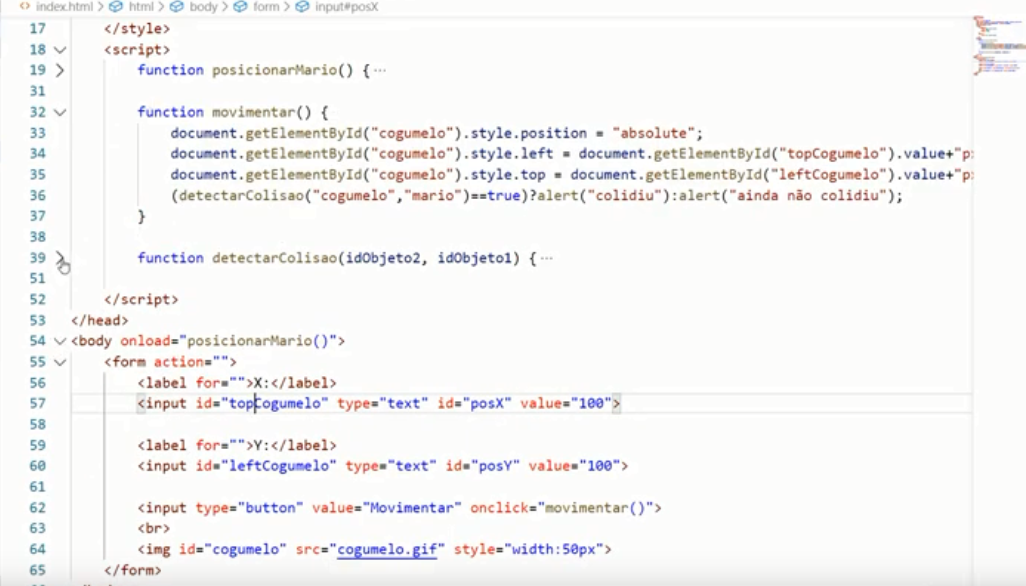 index.html > html > body > form > input#posX
17 </style>
18 <script>
19 function posicionarMario() { ...
31
32 function movimentar() {
33 document.getElementById("cogumelo").style.position = "absolute";
34 document.getElementById("cogumelo").style.left = document.getElementById("topCogumelo").value+"p
35 document.getElementById("cogumelo").style.top = document.getElementById("leftCogumelo").value+"p
36 (detectarColisao("cogumelo","mario")==true)?alert("colidiu"):alert("ainda não colidiu");
37 }
38
39 function detectarColisao(idObjeto2, idObjeto1) { ...
51
52 </script>
53 </head>
54 <body onload="posicionarMario()">
55 <form action="">
56 <label for="">X:</label>
57 <input id="topCogumelo" type="text" id="posX" value="100">
58
59 <label for="">Y:</label>
60 <input id="leftCogumelo" type="text" id="posY" value="100">
61
62 <input type="button" value="Movimentar" onclick="movimentar()">
63 <br>
64 <img id="cogumelo" src="cogumelo.gif" style="width:50px">
65 </form>